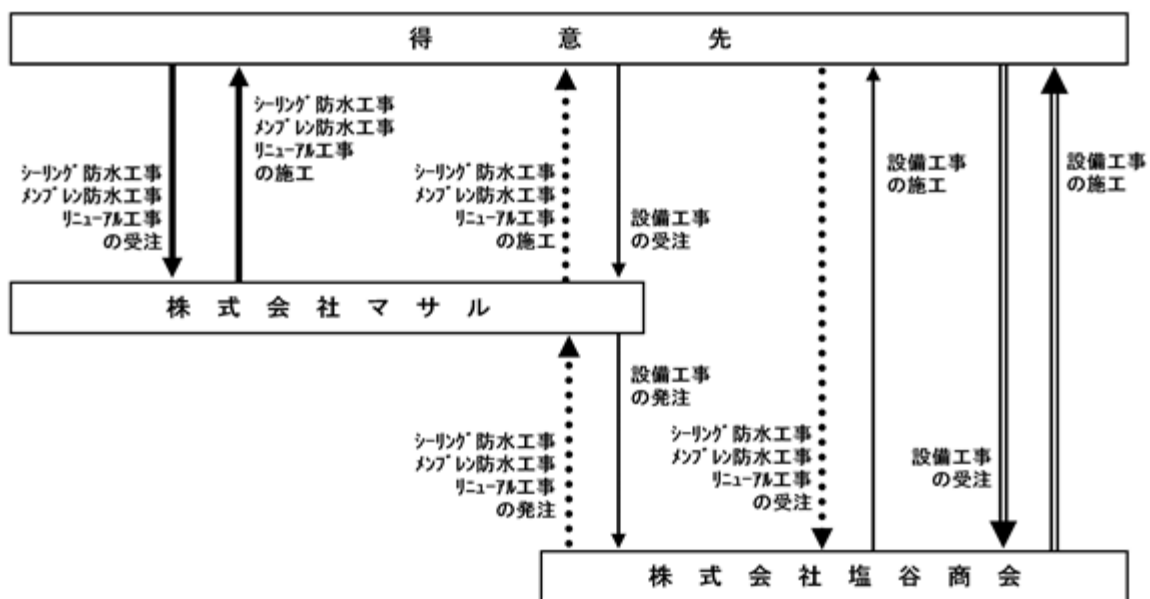 得意先
シーリング防水工事
メンブレン防水工事
リニューアル工事
の受注
シーリング防水工事
メンブレン防水工事
リニューアル工事
の施工
シーリング防水工事
メンブレン防水工事
リニューアル工事
の施工
設備工事
の受注
設備工事
の施工
設備工事
の施工
株式会社マサル
シーリング防水工事
メンブレン防水工事
リニューアル工事
の発注
設備工事
の発注
シーリング防水工事
メンブレン防水工事
リニューアル工事
の受注
設備工事
の受注
株式会社塩谷商会